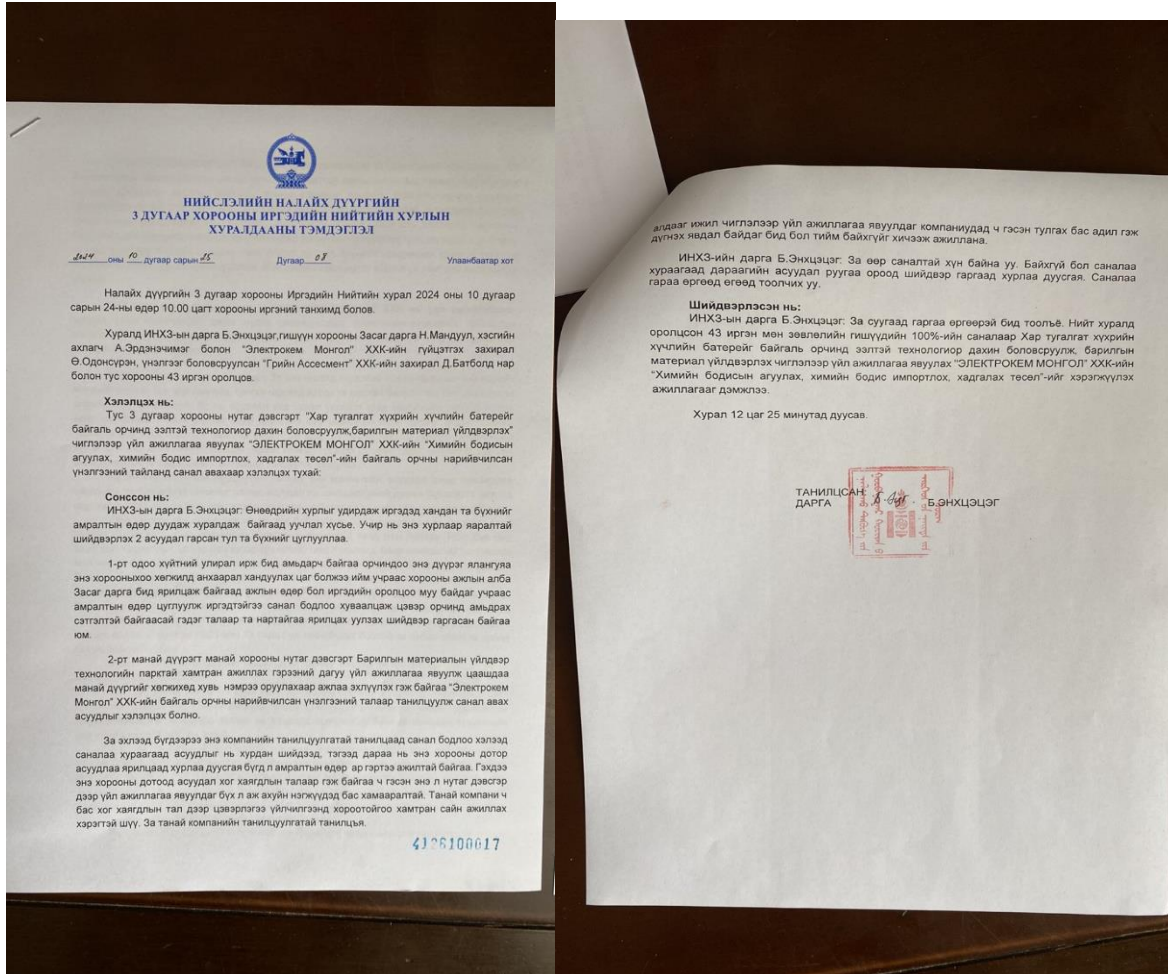 НИЙСЛЭЛИЙН НАЛАЙХ ДҮҮРГИЙН
3 ДУГААР ХОРООНЫ ИРГЭДИЙН НИЙТИЙН ХУРЛЫН
ХУРАЛДААНЫ ТЭМДЭГЛЭЛ
2024 оны 10 дугаар сарын 25 Дугаар 08 Улаанбаатар хот
Налайх дүүргийн 3 дугаар хорооны Иргэдийн Нийтийн хурал 2024 оны 10 дугаар
сарын 24-ны өдөр 10.00 цагт хорооны иргэний танхимд болов.
Хуралд ИНХЗ-ын дарга Б.Энхцэцэг,гишүүн хорооны Засаг дарга Н.Мандуул, хэсгийн
ахлагч А.Эрдэнэчимэг болон "Электрокем Монгол" ХХК-ийн гүйцэтгэх захирал
Ө.Одонсүрэн, үнэлгээг боловсруулсан "Грийн Ассесмент" ХХК-ийн захирал Д.Батболд нар
болон тус хорооны 43 иргэн оролцов.
Хэлэлцэх нь:
Тус 3 дугаар хорооны нутаг дэвсгэрт "Хар тугалгат хүхрийн хүчлийн батерейг
байгаль орчинд ээлтэй технологиор дахин боловсруулж,барилгын материал үйлдвэрлэх"
чиглэлээр үйл ажиллагаа явуулах "ЭЛЕКТРОКЕМ МОНГОЛ" ХХК-ийн "Химийн бодисын
агуулах, химийн бодис импортлох, хадгалах төсөл"-ийн байгаль орчны нарийвчилсан
үнэлгээний тайланд санал авахаар хэлэлцэх тухай:
Сонссон нь:
ИНХЗ-ын дарга Б.Энхцэцэг: Өнөөдрийн хурлыг удирдаж иргэдэд хандан та бүхнийг
амралтын өдөр дуудаж хуралдаж байгаад уучлал хүсье. Учир нь энэ хурлаар яаралтай
шийдвэрлэх 2 асуудал гарсан тул та бүхнийг цуглууллаа.
1-рт одоо хүйтний улирал ирж бид амьдарч байгаа орчиндоо энэ дүүрэг ялангуяа
энэ хорооныхоо хөгжилд анхаарал хандуулах цаг болжээ ийм учраас хорооны ажлын алба
Засаг дарга бид ярилцаж байгаад ажлын өдөр бол иргэдийн оролцоо муу байдаг учраас
амралтын өдөр цуглуулж иргэдтэйгээ санал бодлоо хуваалцаж цэвэр орчинд амьдрах
сэтгэлтэй байгаасай гэдэг талаар та нартайгаа ярилцах уулзах шийдвэр гаргасан байгаа
юм.
2-рт манай дүүрэгт манай хорооны нутаг дэвсгэрт Барилгын материалын үйлдвэр
технологийн парктай хамтран ажиллах гэрээний дагуу үйл ажиллагаа явуулж цаашдаа
манай дүүргийг хөгжихөд хувь нэмрээ оруулахаар ажлаа эхлүүлэх гэж байгаа "Электрокем
Монгол" ХХК-ийн байгаль орчны нарийвчилсан үнэлгээний талаар танилцуулж санал авах
асуудлыг хэлэлцэх болно.
За эхлээд бүгдээрээ энэ компанийн танилцуулгатай танилцаад санал бодлоо хэлээд
саналаа хураагаад асуудлыг нь хурдан шийдээд, тэгээд дараа нь энэ хорооны дотор
асуудлаа ярилцаад хурлаа дуусгая бүгд л амралтын өдөр ар гэртээ ажилтай байгаа. Гэхдээ
энэ хорооны дотоод асуудал хог хаягдлын талаар гэж байгаа ч гэсэн энэ л нутаг дэвсгэр
дээр үйл ажиллагаа явуулдаг бүх л аж ахуйн нэгжүүдэд бас хамааралтай. Танай компани ч
бас хог хаягдлын тал дээр цэвэрлэгээ үйлчилгээнд хороотойгоо хамтран сайн ажиллах
хэрэгтэй шүү. За танай компанийн танилцуулгатай танилцъя.
4126100017
алдааг ижил чиглэлээр үйл ажиллагаа явуулдаг компаниудад ч гэсэн тулгах бас адил гэж
дүгнэх явдал байдаг бид бол тийм байхгүйг хичээж ажиллана.
ИНХЗ-ийн дарга Б.Энхцэцэг: За өөр саналтай хүн байна уу. Байхгүй бол саналаа
хураагаад дараагийн асуудал руугаа ороод шийдвэр гаргаад хурлаа дуусгая. Саналаа
гараа өргөөд өгөөд тоолчих уу.
Шийдвэрлэсэн нь:
ИНХЗ-ын дарга Б.Энхцэцэг: За суугаад гаргаа өргөөрэй бид тоолъё. Нийт хуралд
оролцсон 43 иргэн мөн зөвлөлийн гишүүдийн 100%-ийн саналаар Хар тугалгат хүхрийн
хүчлийн батерейг байгаль орчинд ээлтэй технологиор дахин боловсруулж, барилгын
материал үйлдвэрлэх чиглэлээр үйл ажиллагаа явуулах "ЭЛЕКТРОКЕМ МОНГОЛ" ХХК-ийн
"Химийн бодисын агуулах, химийн бодис импортлох, хадгалах төсөл"-ийг хэрэгжүүлэх
ажиллагааг дэмжлээ.
Хурал 12 цаг 25 минутад дуусав.
ТАНИЛЦСАН:
ДАРГА Б.ЭНХЦЭЦЭГ